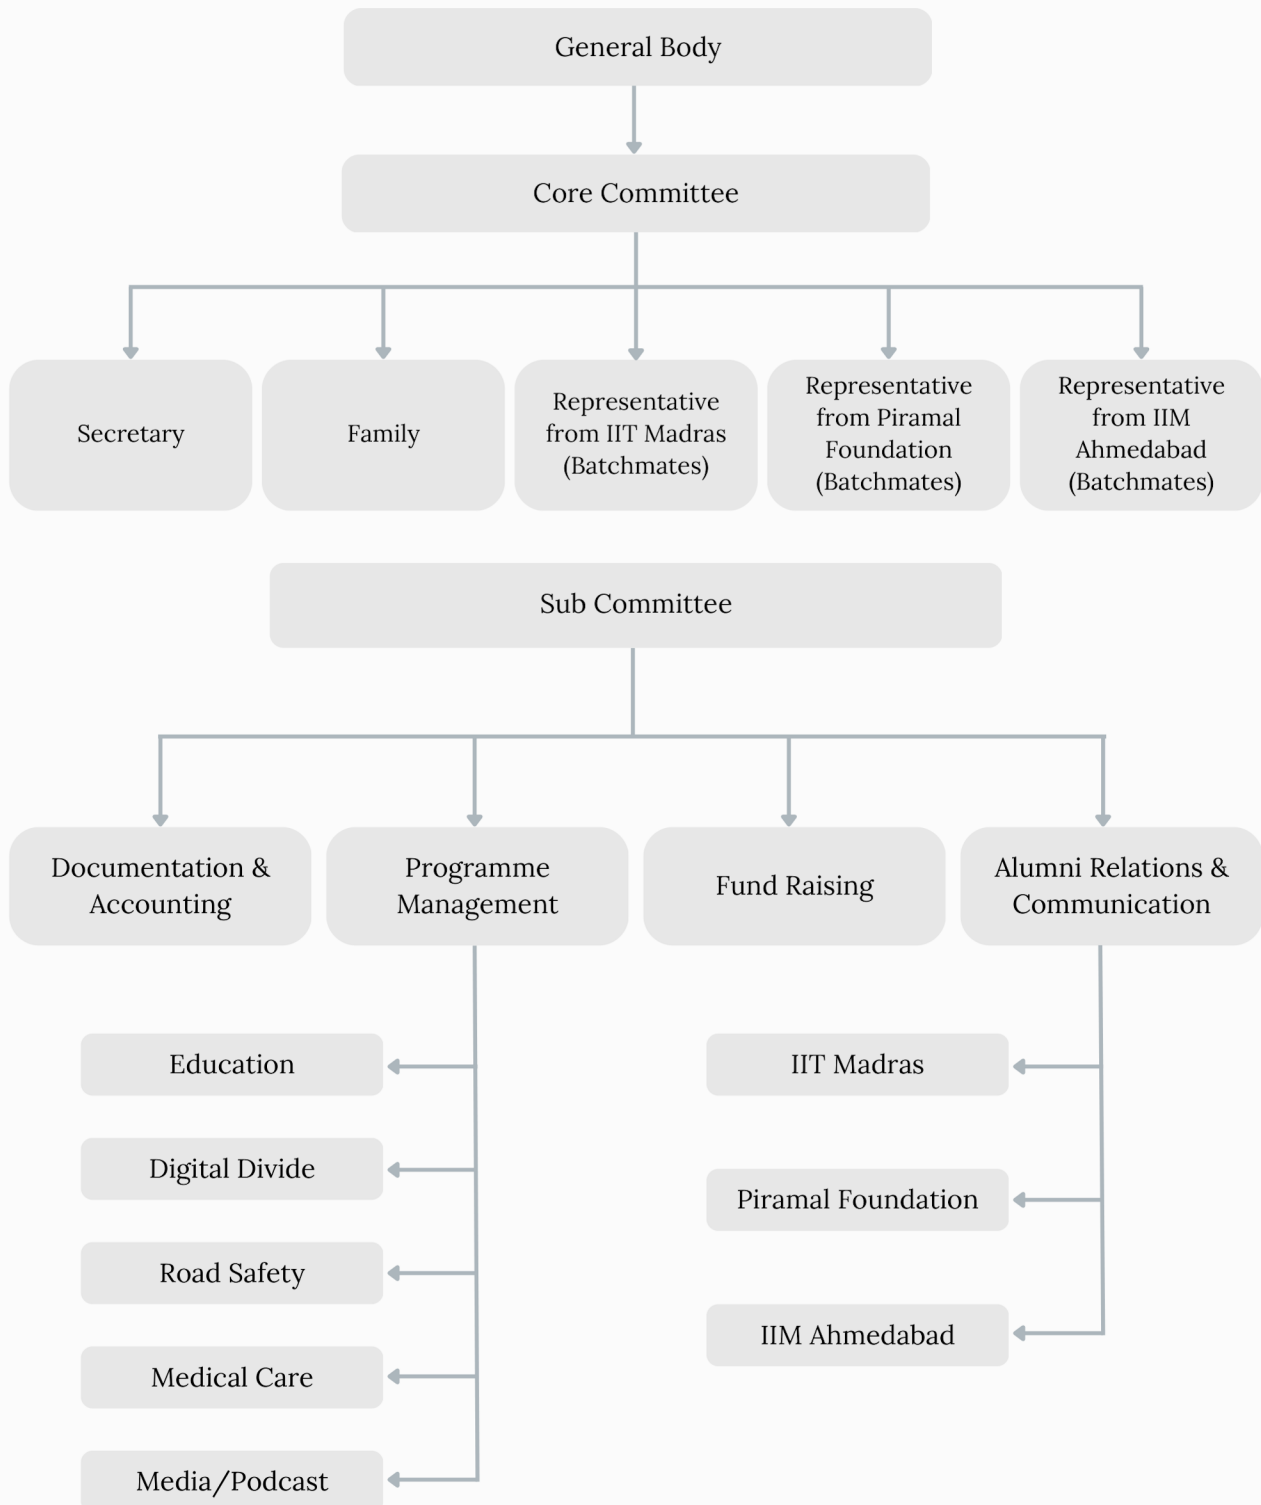 General Body
Core Committee
Secretary
Family
Representative
from IIT Madras
(Batchmates)
Representative
from Piramal
Foundation
(Batchmates)
Representative
from IIM
Ahmedabad
(Batchmates)
Sub Committee
Documentation &
Accounting
Programme
Management
Fund Raising
Alumni Relations &
Communication
Education
Digital Divide
Road Safety
Medical Care
Media/Podcast
IIT Madras
Piramal Foundation
IIM Ahmedabad